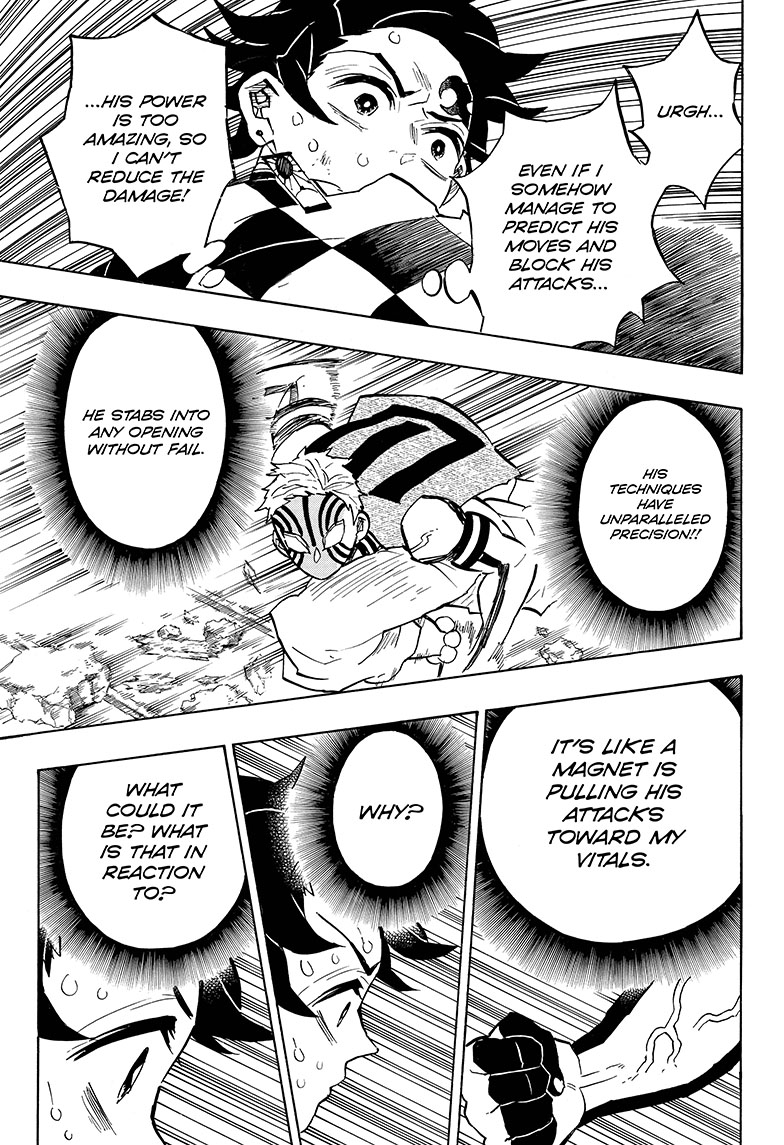 URGH...
EVEN IF I
SOMEHOW
MANAGE TO
PREDICT HIS
MOVES AND
BLOCK HIS
ATTACKS...
...HIS POWER
IS TOO
AMAZING, SO
I CAN'T
REDUCE THE
DAMAGE!
HIS
TECHNIQUES
HAVE
UNPARALLELED
PRECISION!!
HE STABS INTO
ANY OPENING
WITHOUT FAIL.
IT'S LIKE A
MAGNET IS
PULLING HIS
ATTACKS
TOWARD MY
VITALS.
WHY?
WHAT
COULD IT
BE? WHAT
IS THAT IN
REACTION
TO?